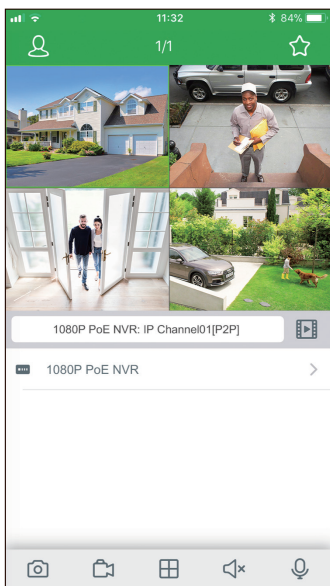 11:32
84%
1/1
1080P PoE NVR: IP Channel01[P2P]
1080P PoE NVR